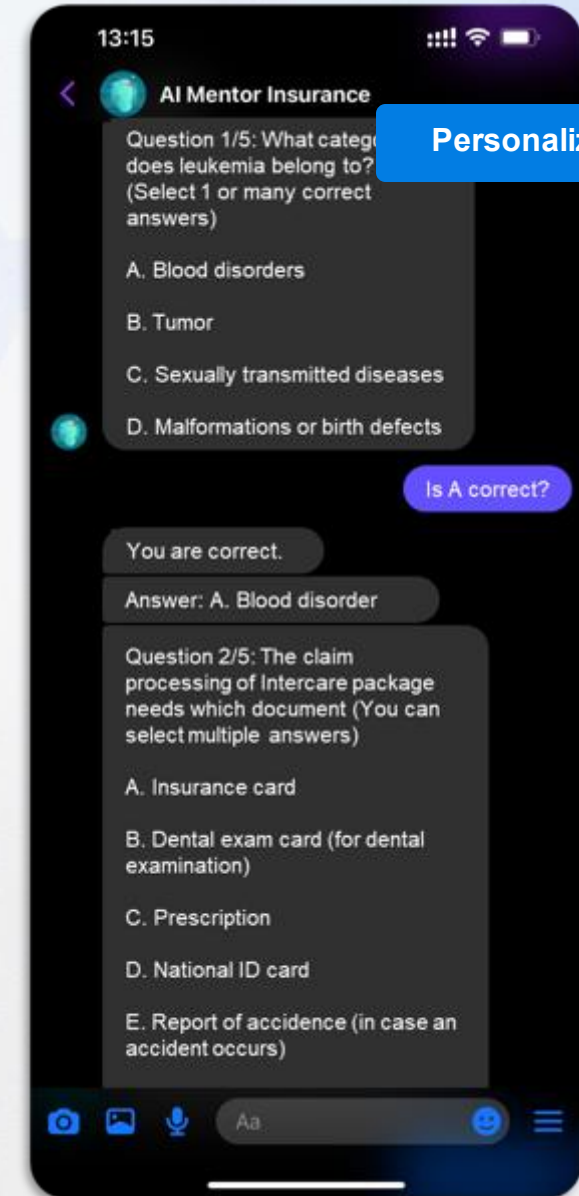 13:15
AI Mentor Insurance
Personaliz
Question 1/5: What catego
does leukemia belong to?
(Select 1 or many correct
answers)
A. Blood disorders
B. Tumor
C. Sexually transmitted diseases
D. Malformations or birth defects
Is A correct?
You are correct.
Answer: A. Blood disorder
Question 2/5: The claim
processing of Intercare package
needs which document (You can
select multiple answers)
A. Insurance card
B. Dental exam card (for dental
examination)
C. Prescription
D. National ID card
E. Report of accidence (in case an
accident occurs)
Aa